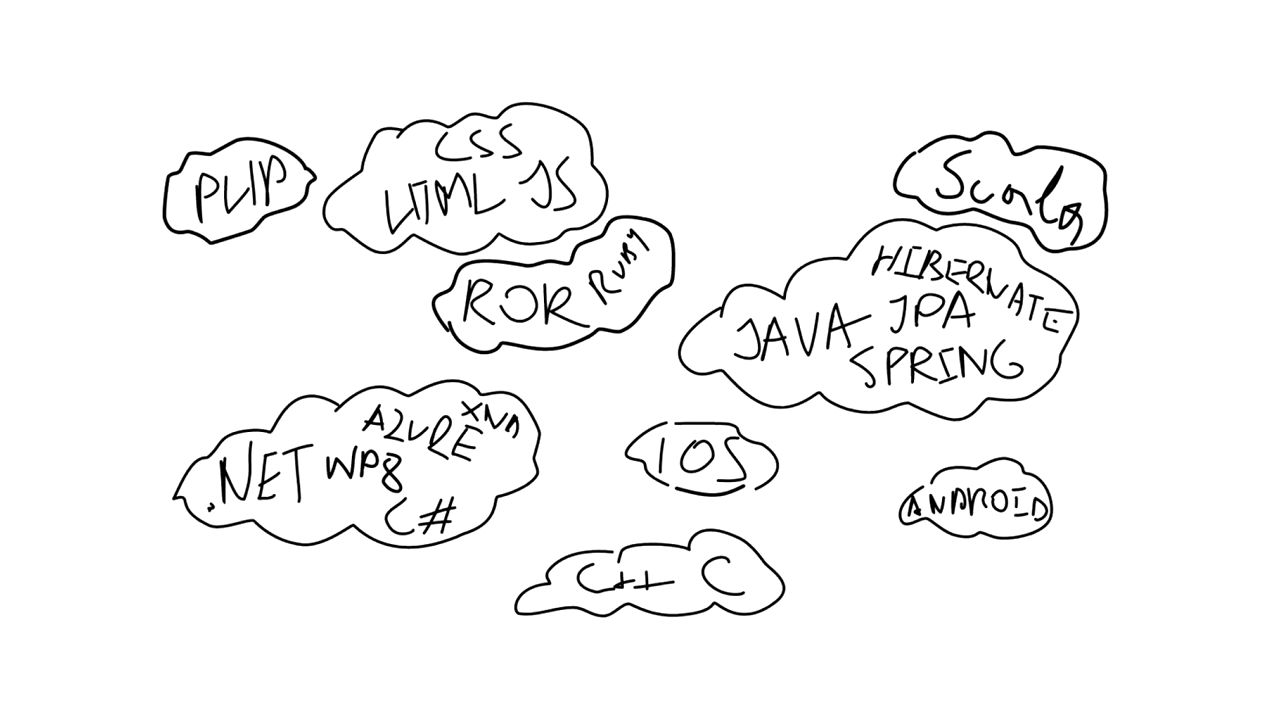 PHP
CSS
HTML JS
ROR RUBY
Scala
HIBERNATE
JAVA JPA
SPRING
AZURE XNA
.NET WP8
C#
IOS
ANDROID
C++ C